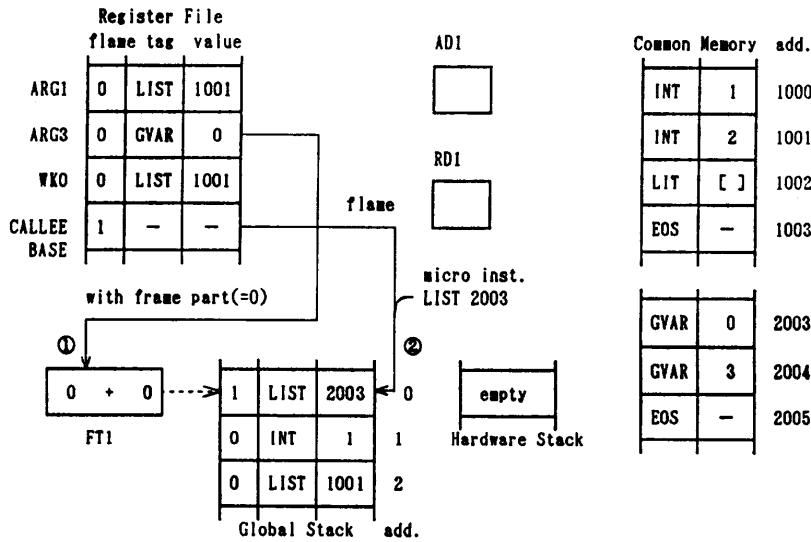 Register File
flame tag value
ARG1 0 LIST 1001
ARG3 0 GVAR 0
WK0 0 LIST 1001
CALLEE BASE 1 — —
AD1
RD1
flame
micro inst.
LIST 2003
with frame part(=0)
①
②
0 + 0
FT1
1 LIST 2003 0
0 INT 1 1
0 LIST 1001 2
Global Stack add.
empty
Hardware Stack
Common Memory add.
INT 1 1000
INT 2 1001
LIT [ ] 1002
EOS — 1003
GVAR 0 2003
GVAR 3 2004
EOS — 2005